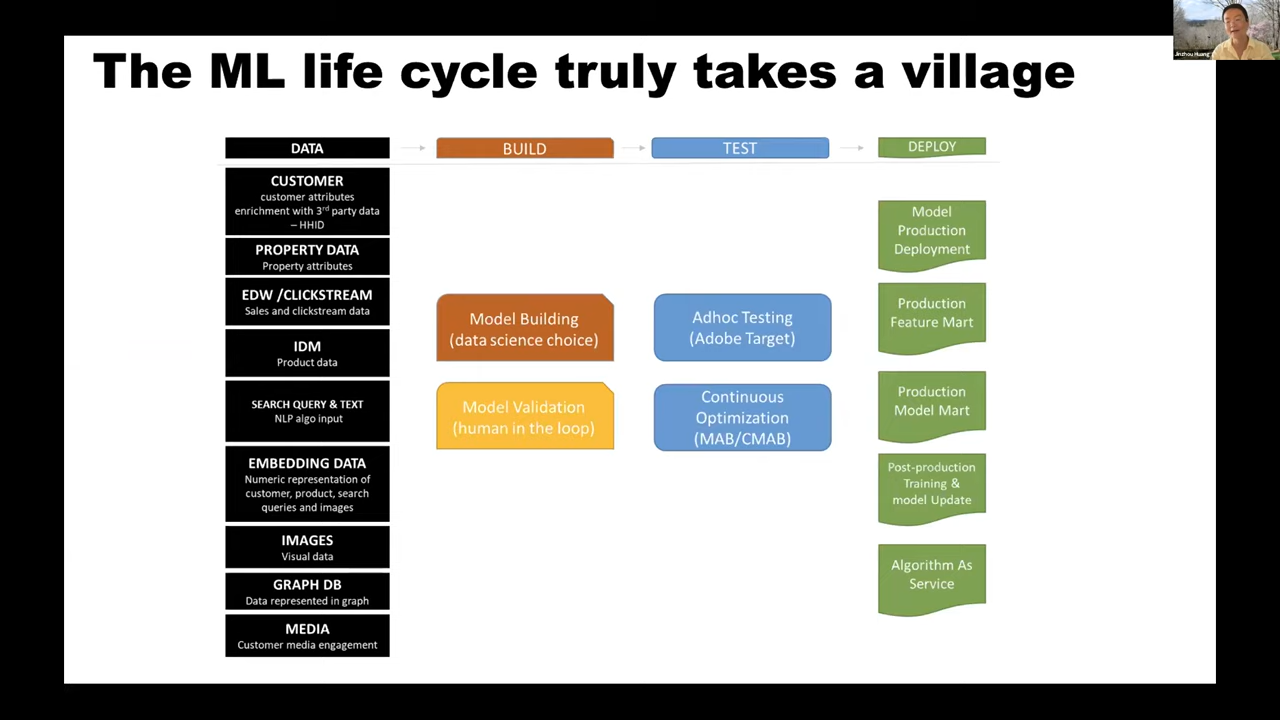 The ML life cycle truly takes a village
Jinzhou Huang
DATA
BUILD
TEST
DEPLOY
CUSTOMER
customer attributes
enrichment with 3rd party data
– HHID
PROPERTY DATA
Property attributes
EDW /CLICKSTREAM
Sales and clickstream data
IDM
Product data
SEARCH QUERY & TEXT
NLP algo input
EMBEDDING DATA
Numeric representation of
customer, product, search
queries and images
IMAGES
Visual data
GRAPH DB
Data represented in graph
MEDIA
Customer media engagement
Model Building
(data science choice)
Model Validation
(human in the loop)
Adhoc Testing
(Adobe Target)
Continuous
Optimization
(MAB/CMAB)
Model
Production
Deployment
Production
Feature Mart
Production
Model Mart
Post-production
Training &
model Update
Algorithm As
Service